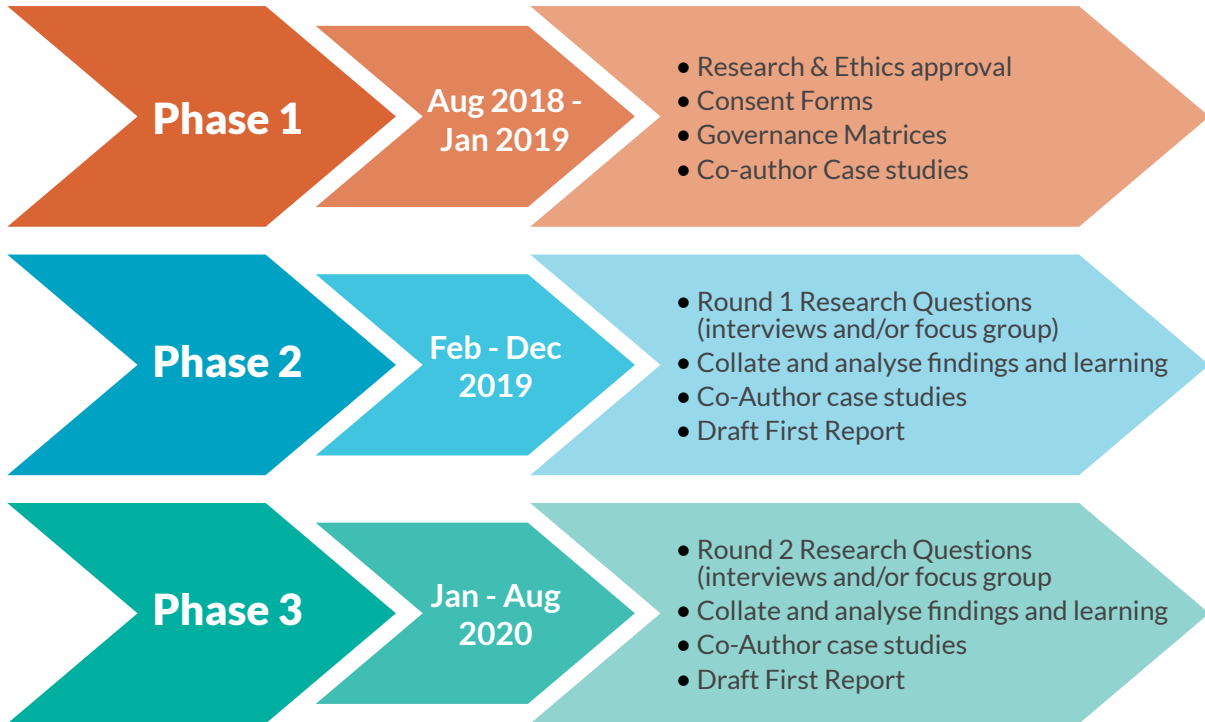 Phase 1
Aug 2018 -
Jan 2019
• Research & Ethics approval
• Consent Forms
• Governance Matrices
• Co-author Case studies
Phase 2
Feb - Dec
2019
• Round 1 Research Questions
(interviews and/or focus group)
• Collate and analyse findings and learning
• Co-Author case studies
• Draft First Report
Phase 3
Jan - Aug
2020
• Round 2 Research Questions
(interviews and/or focus group
• Collate and analyse findings and learning
• Co-Author case studies
• Draft First Report